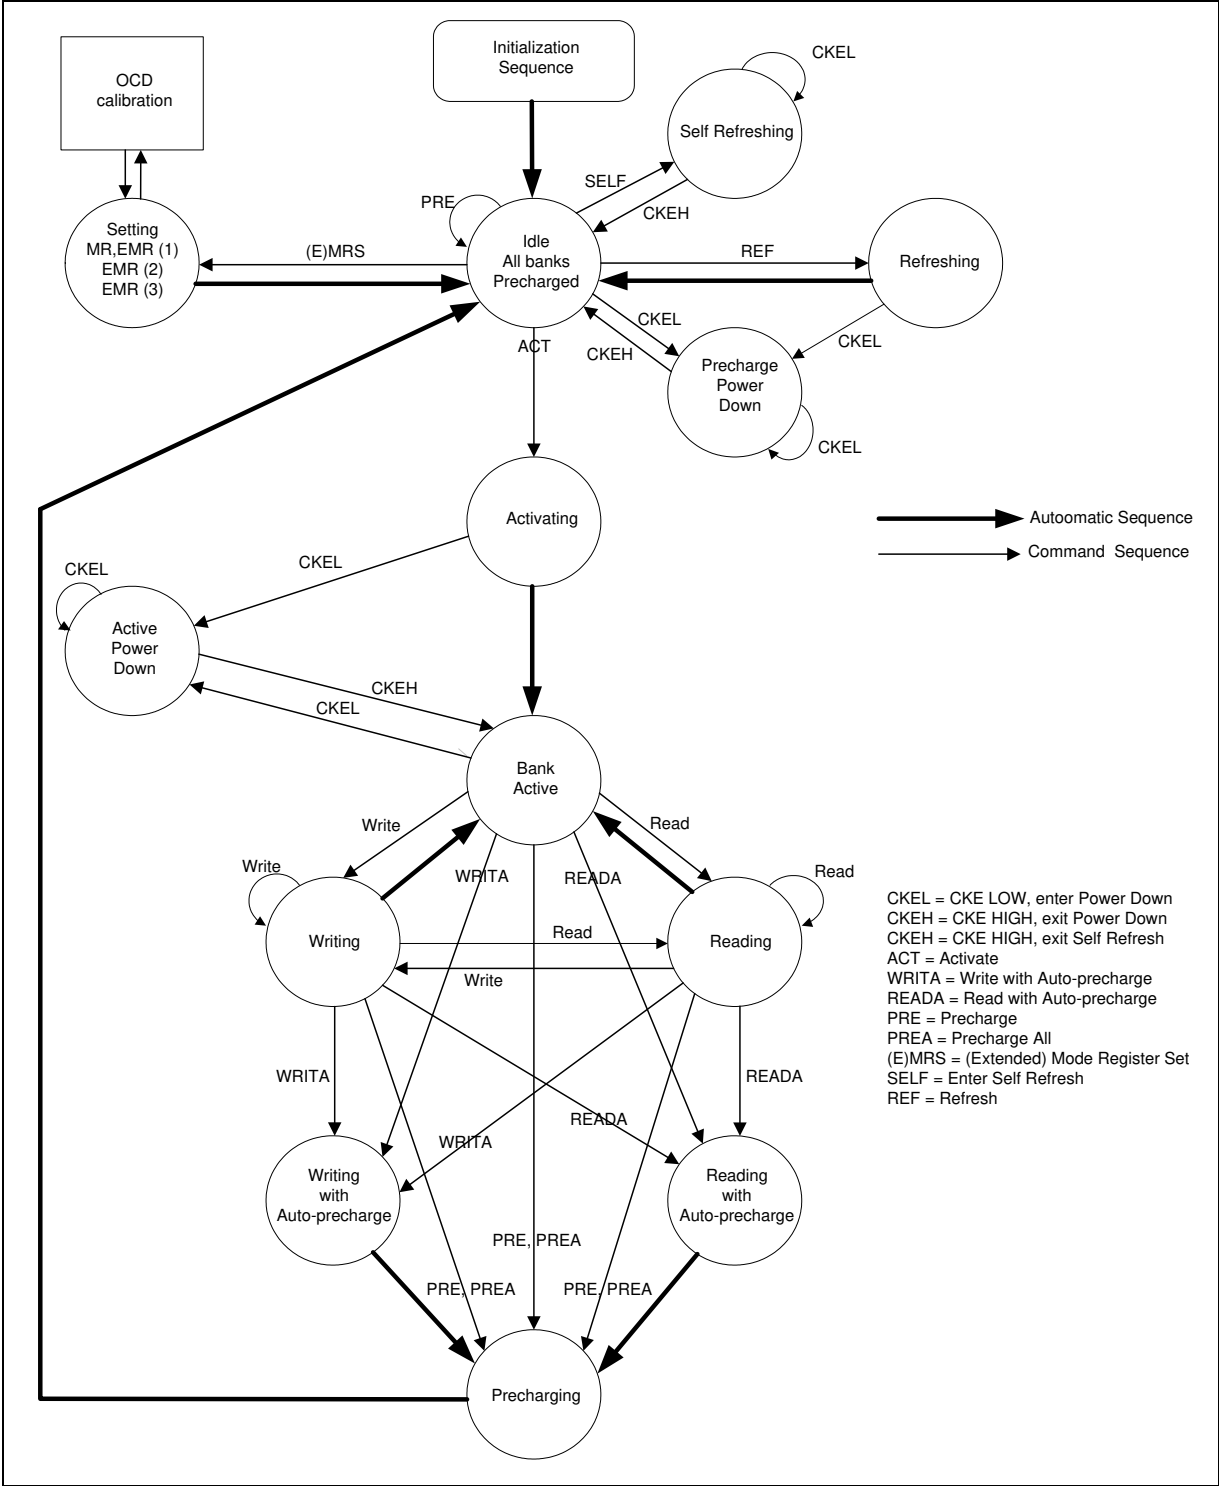 Initialization
Sequence
OCD
calibration
CKEL
Self Refreshing
SELF
CKEH
PRE
Setting
MR,EMR (1)
EMR (2)
EMR (3)
(E)MRS
Idle
All banks
Precharged
REF
Refreshing
CKEL
CKEH
ACT
CKEL
Precharge
Power
Down
CKEL
Activating
Autoomatic Sequence
Command Sequence
CKEL
CKEL
Active
Power
Down
CKEH
CKEL
Bank
Active
Write
Read
Write
WRITA
READA
Read
Writing
Read
Reading
Write
CKEL = CKE LOW, enter Power Down
CKEH = CKE HIGH, exit Power Down
CKEH = CKE HIGH, exit Self Refresh
ACT = Activate
WRITA = Write with Auto-precharge
READA = Read with Auto-precharge
PRE = Precharge
PREA = Precharge All
(E)MRS = (Extended) Mode Register Set
SELF = Enter Self Refresh
REF = Refresh
WRITA
READA
READA
WRITA
Writing
with
Auto-precharge
Reading
with
Auto-precharge
PRE, PREA
PRE, PREA
PRE, PREA
Precharging